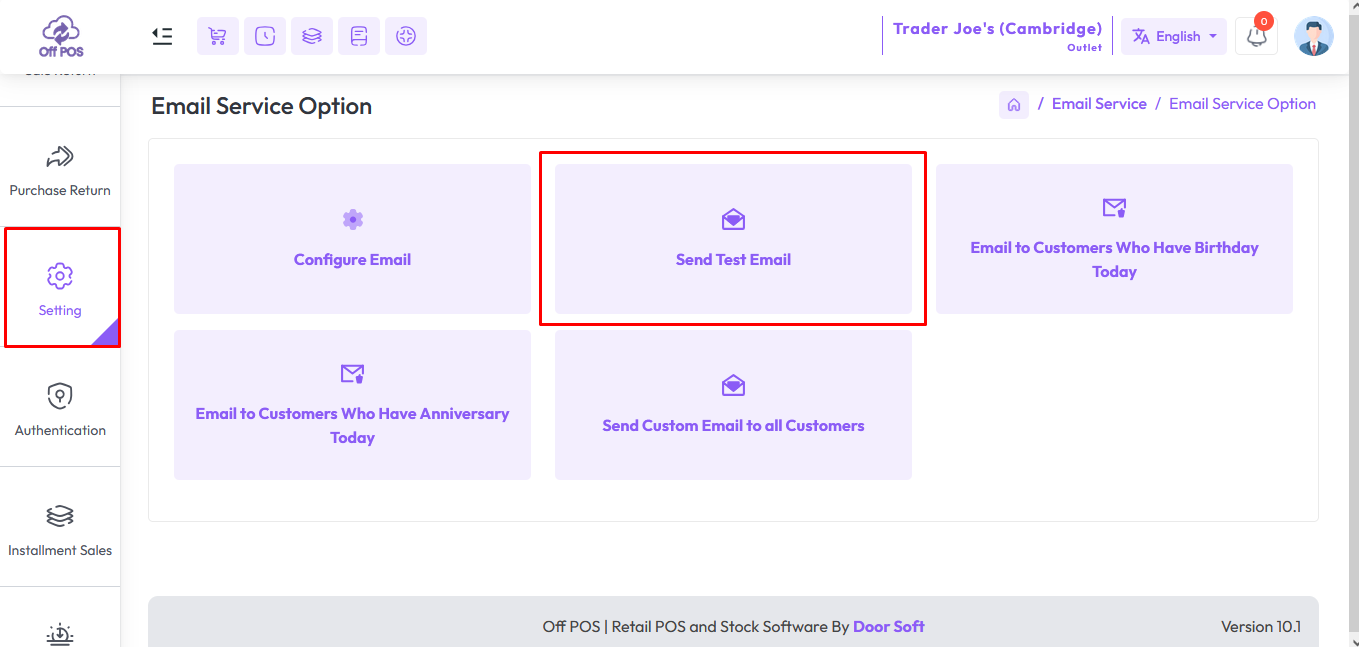 Off POS
Trader Joe's (Cambridge)
Outlet
English
0
Purchase Return
Setting
Authentication
Installment Sales
Email Service Option
/ Email Service / Email Service Option
Configure Email
Send Test Email
Email to Customers Who Have Birthday
Today
Email to Customers Who Have Anniversary
Today
Send Custom Email to all Customers
Off POS | Retail POS and Stock Software By Door Soft
Version 10.1